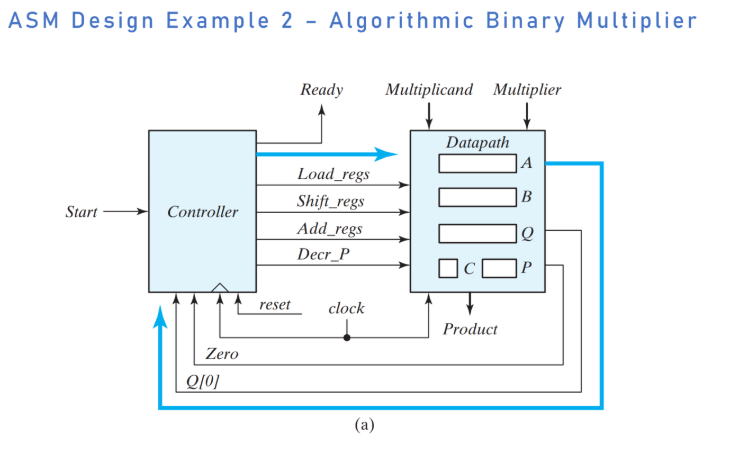 ASM Design Example 2 – Algorithmic Binary Multiplier
Ready
Multiplicand Multiplier
Datapath
A
Load_regs
Shift_regs
B
Start
Controller
Add_regs
Q
Decr_P
C
P
reset
clock
Product
Zero
Q[0]
(a)